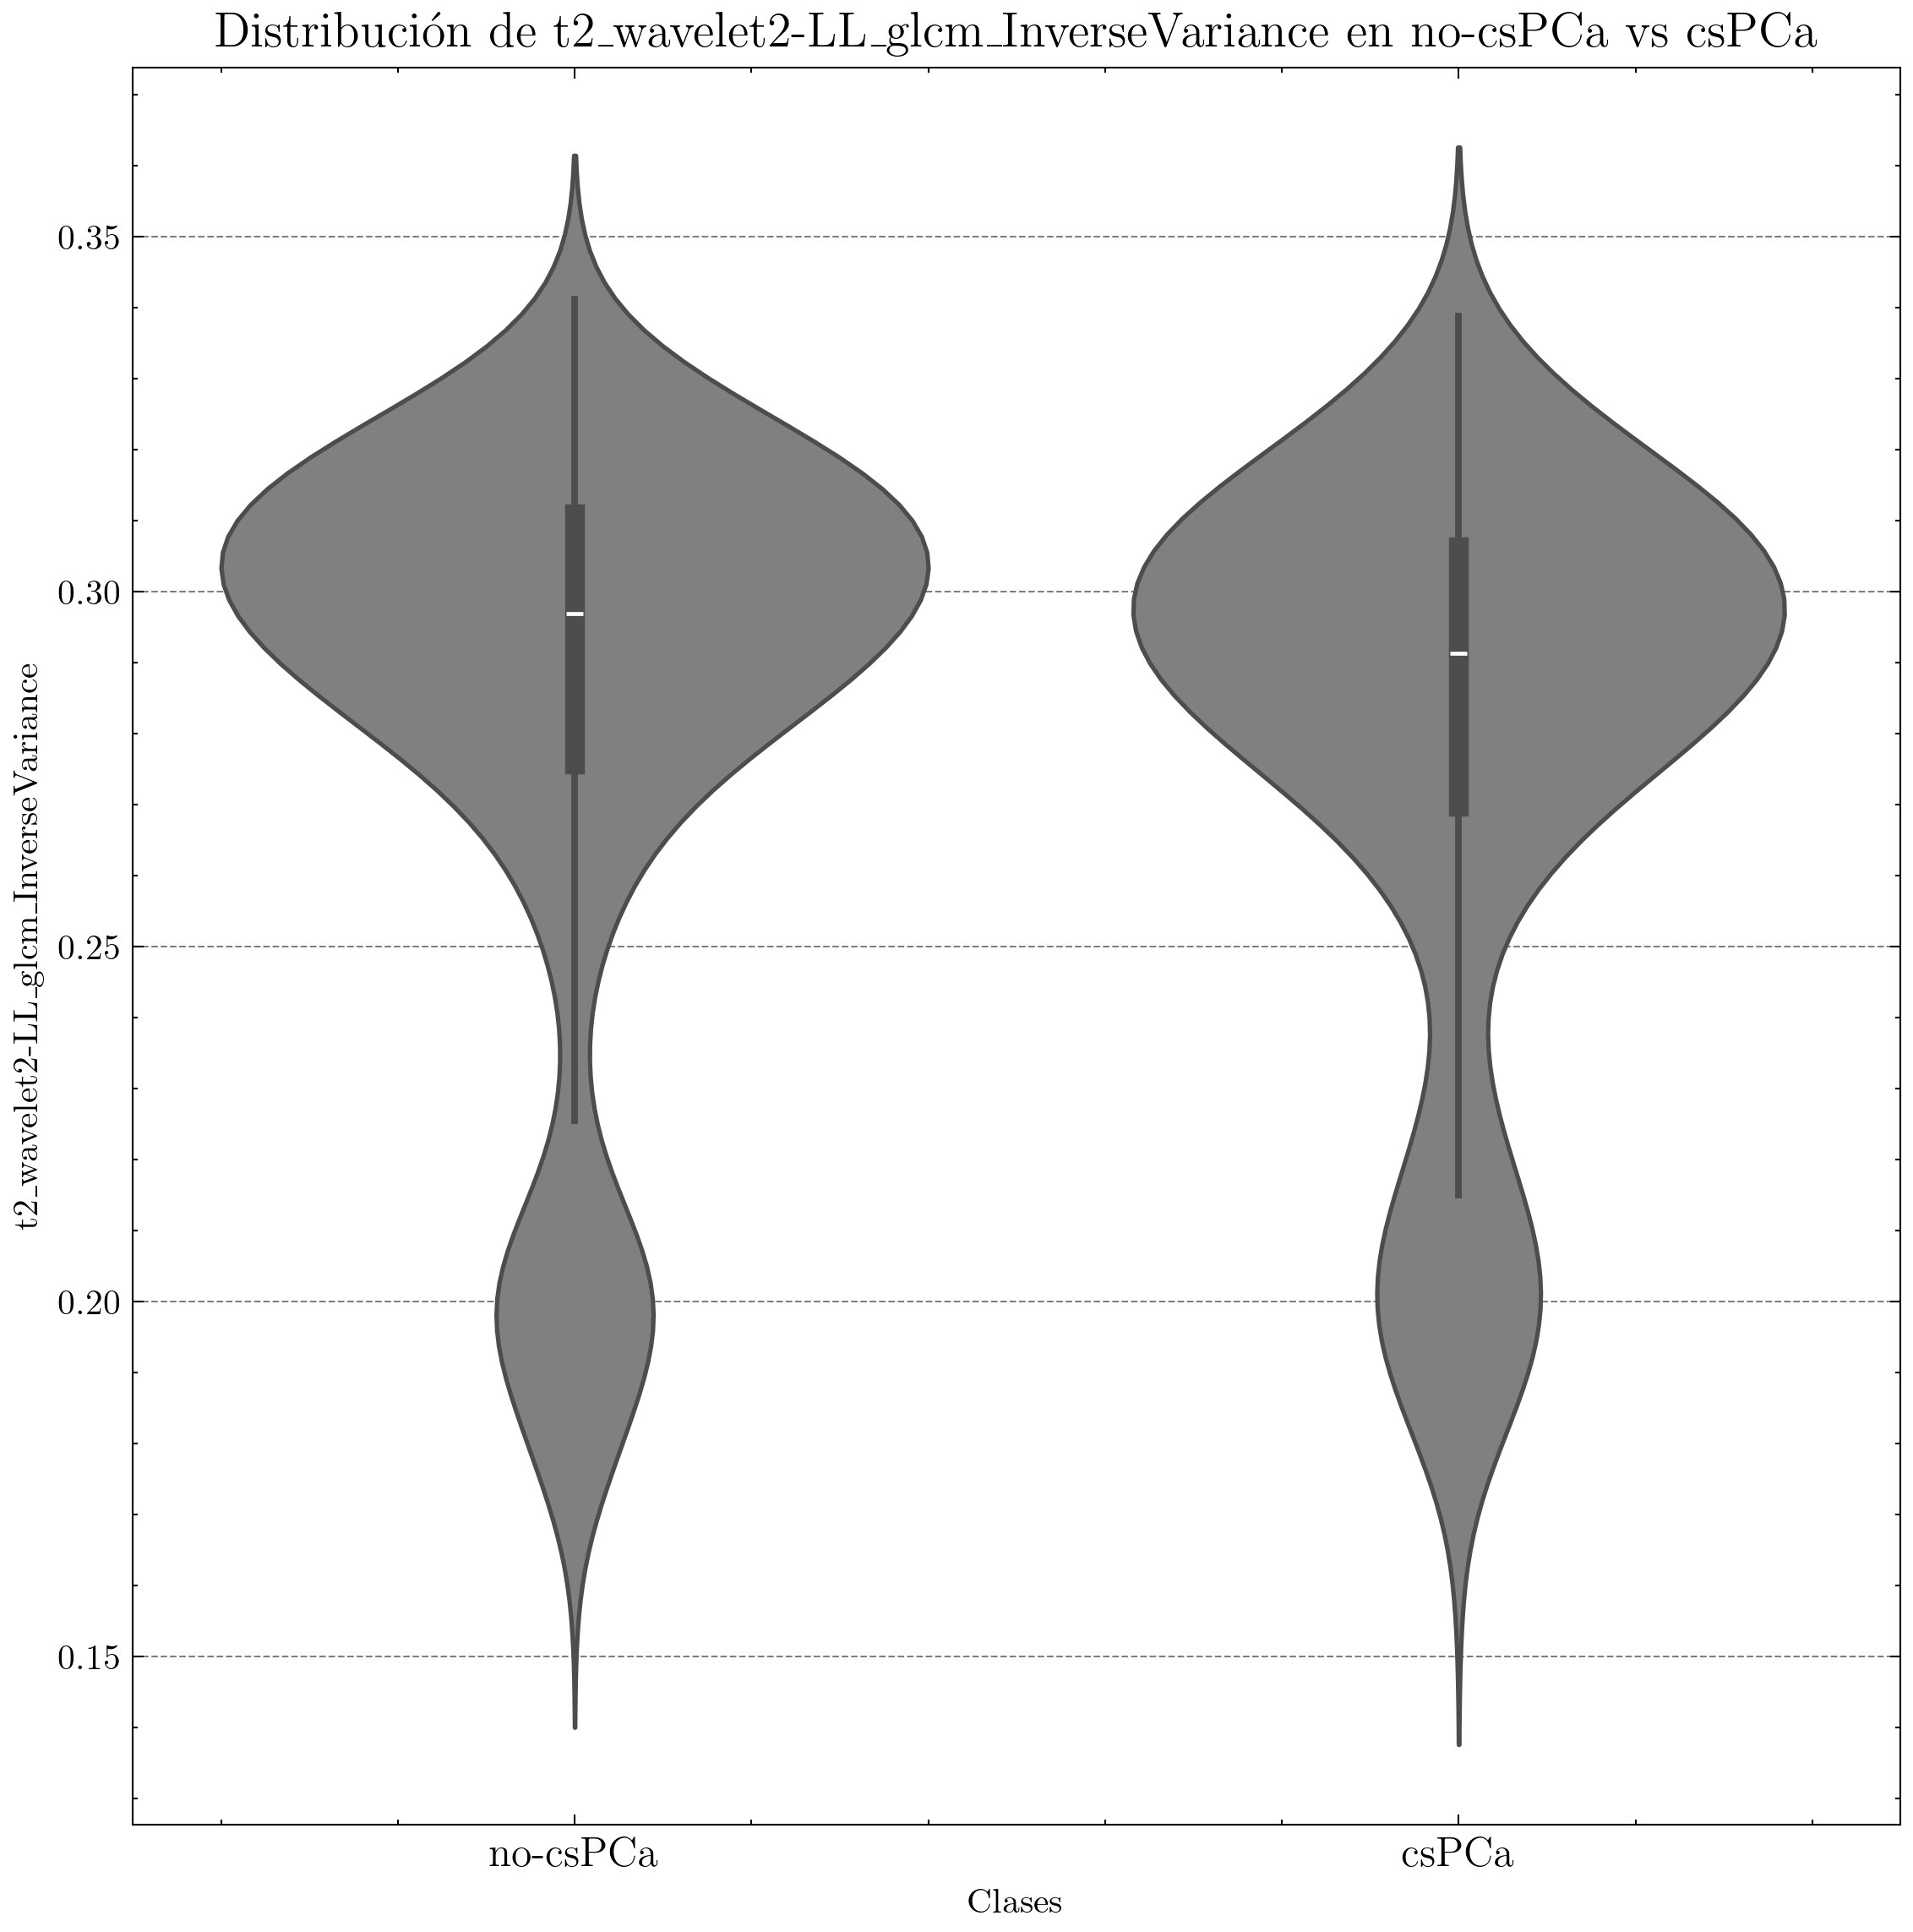 Distribución de t2_wavelet2-LL_glcm_InverseVariance en no-csPCa vs csPCa
t2_wavelet2-LL_glcm_InverseVariance
0.35
0.30
0.25
0.20
0.15
no-csPCa
csPCa
Clases